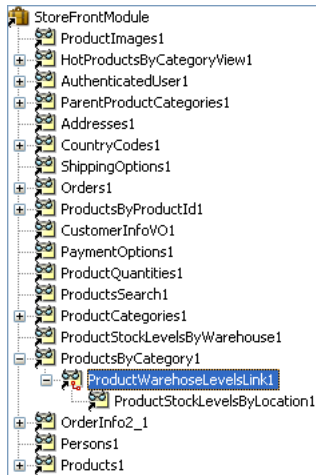 StoreFrontModule
ProductImages1
HotProductsByCategoryView1
AuthenticatedUser1
ParentProductCategories1
Addresses1
CountryCodes1
ShippingOptions1
Orders1
ProductsByProductId1
CustomerInfoVO1
PaymentOptions1
ProductQuantities1
ProductsSearch1
ProductCategories1
ProductStockLevelsByWarehouse1
ProductsByCategory1
ProductWarehoseLevelsLink1
ProductStockLevelsByLocation1
OrderInfo2_1
Persons1
Products1